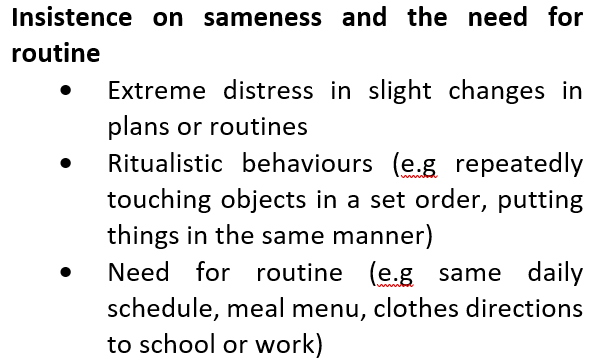 Insistence on sameness and the need for
routine
• Extreme distress in slight changes in
plans or routines
• Ritualistic behaviours (e.g repeatedly
touching objects in a set order, putting
things in the same manner)
• Need for routine (e.g same daily
schedule, meal menu, clothes directions
to school or work)